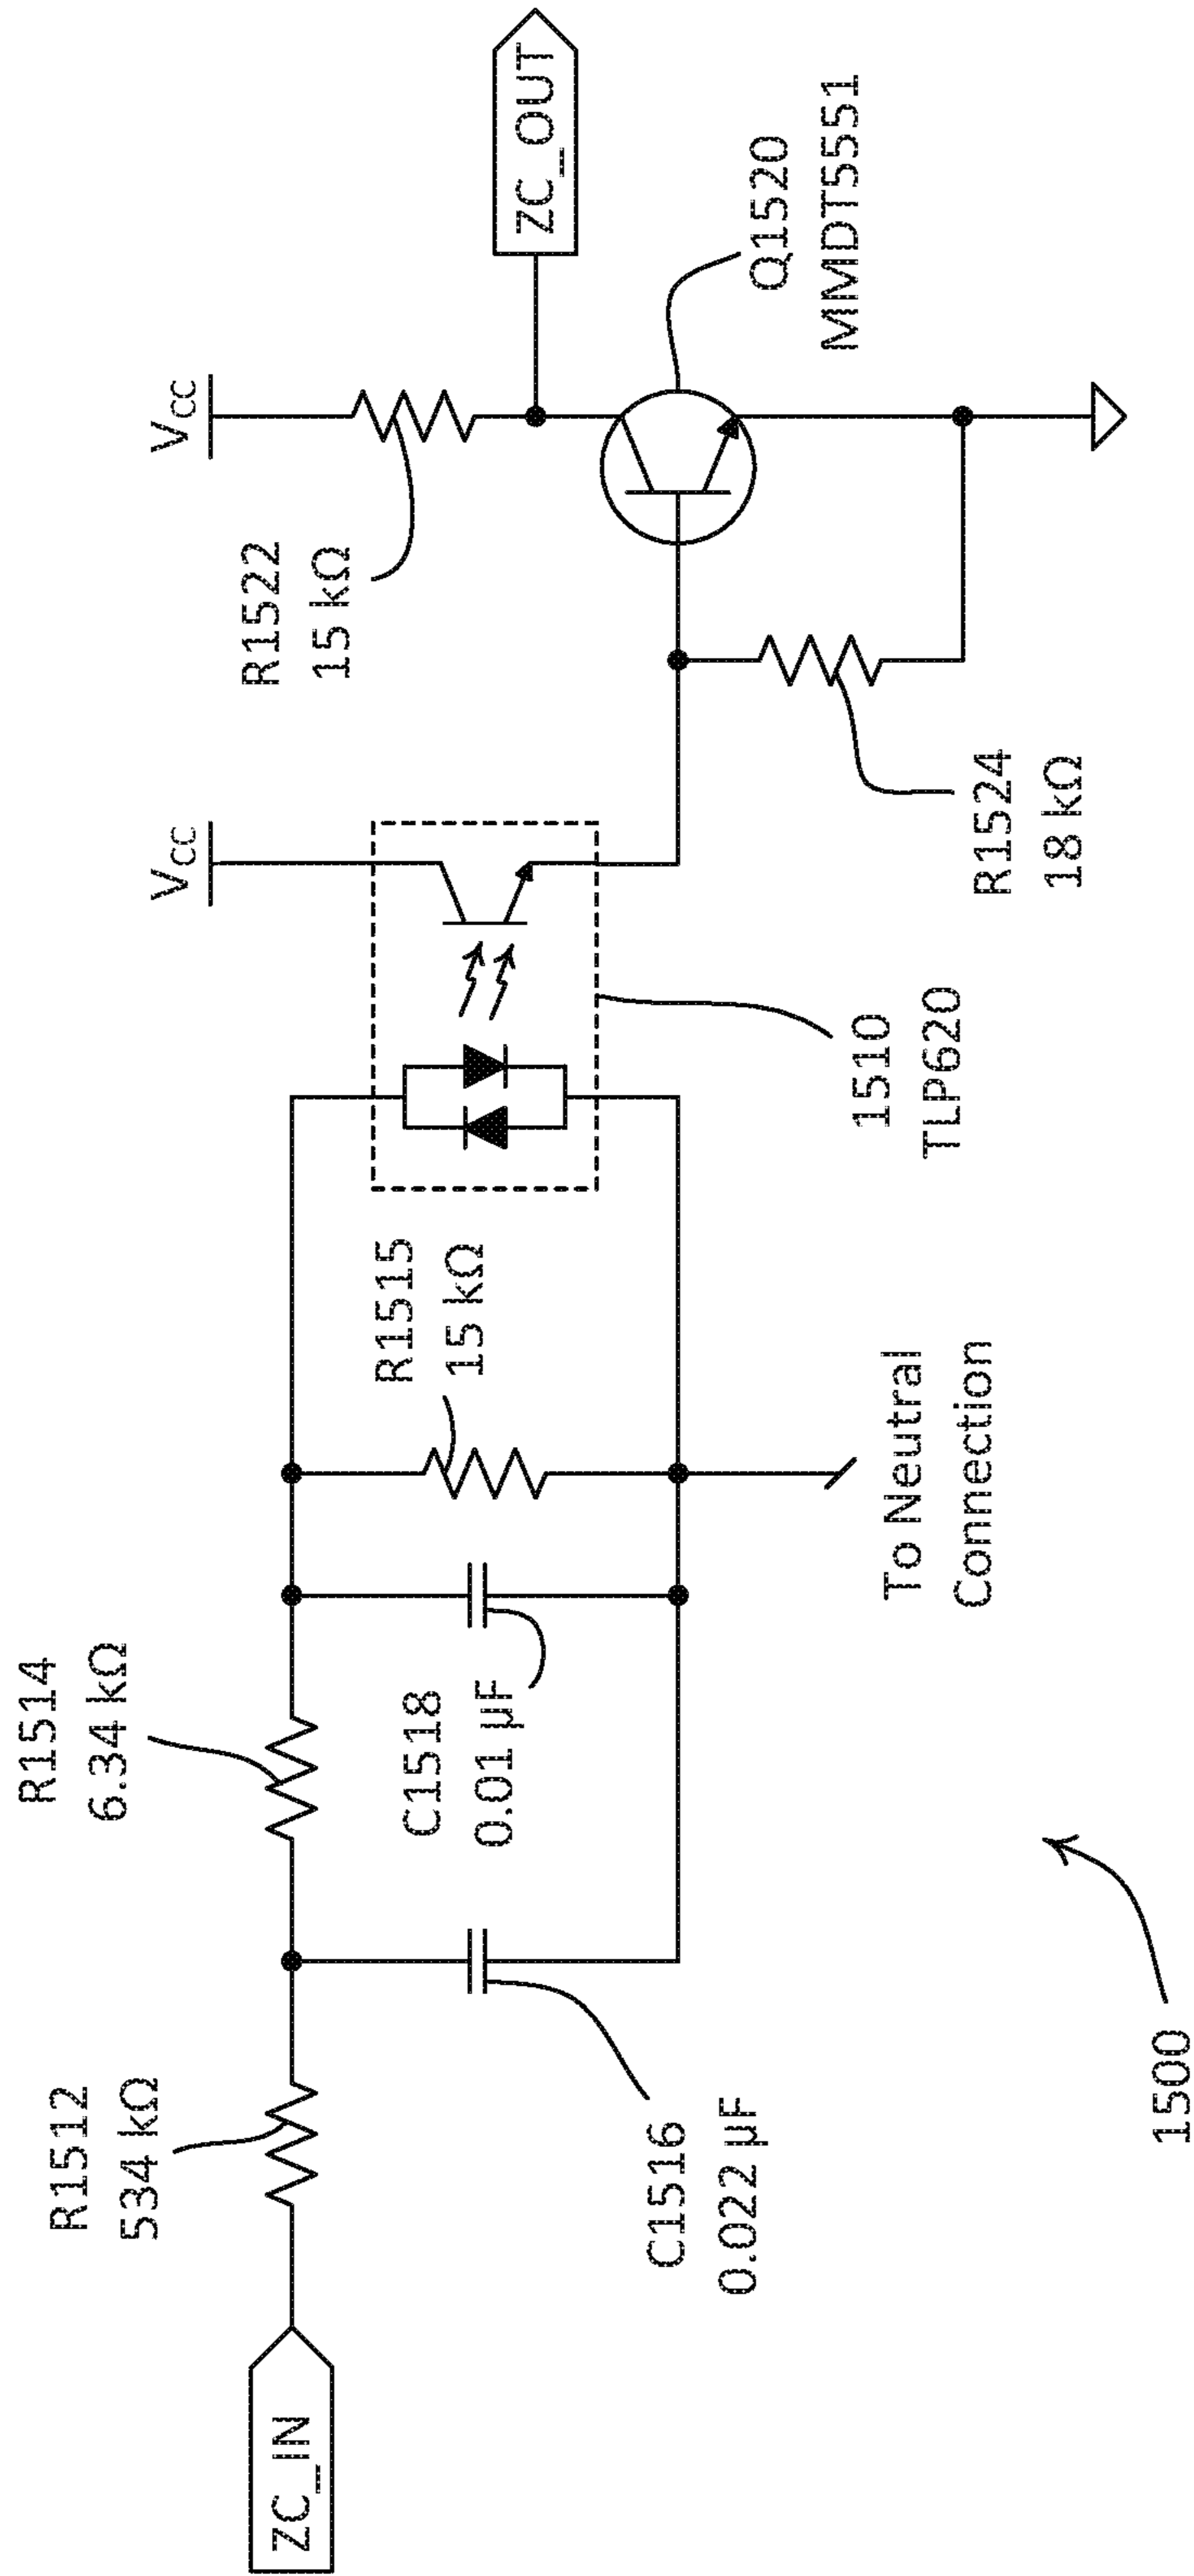 ZC_IN
R1512
534 kΩ
R1514
6.34 kΩ
C1516
0.022 µF
C1518
0.01 µF
R1515
15 kΩ
To Neutral
Connection
1510
TLP620
VCC
R1522
15 kΩ
VCC
R1524
18 kΩ
ZC_OUT
Q1520
MMDT5551
1500